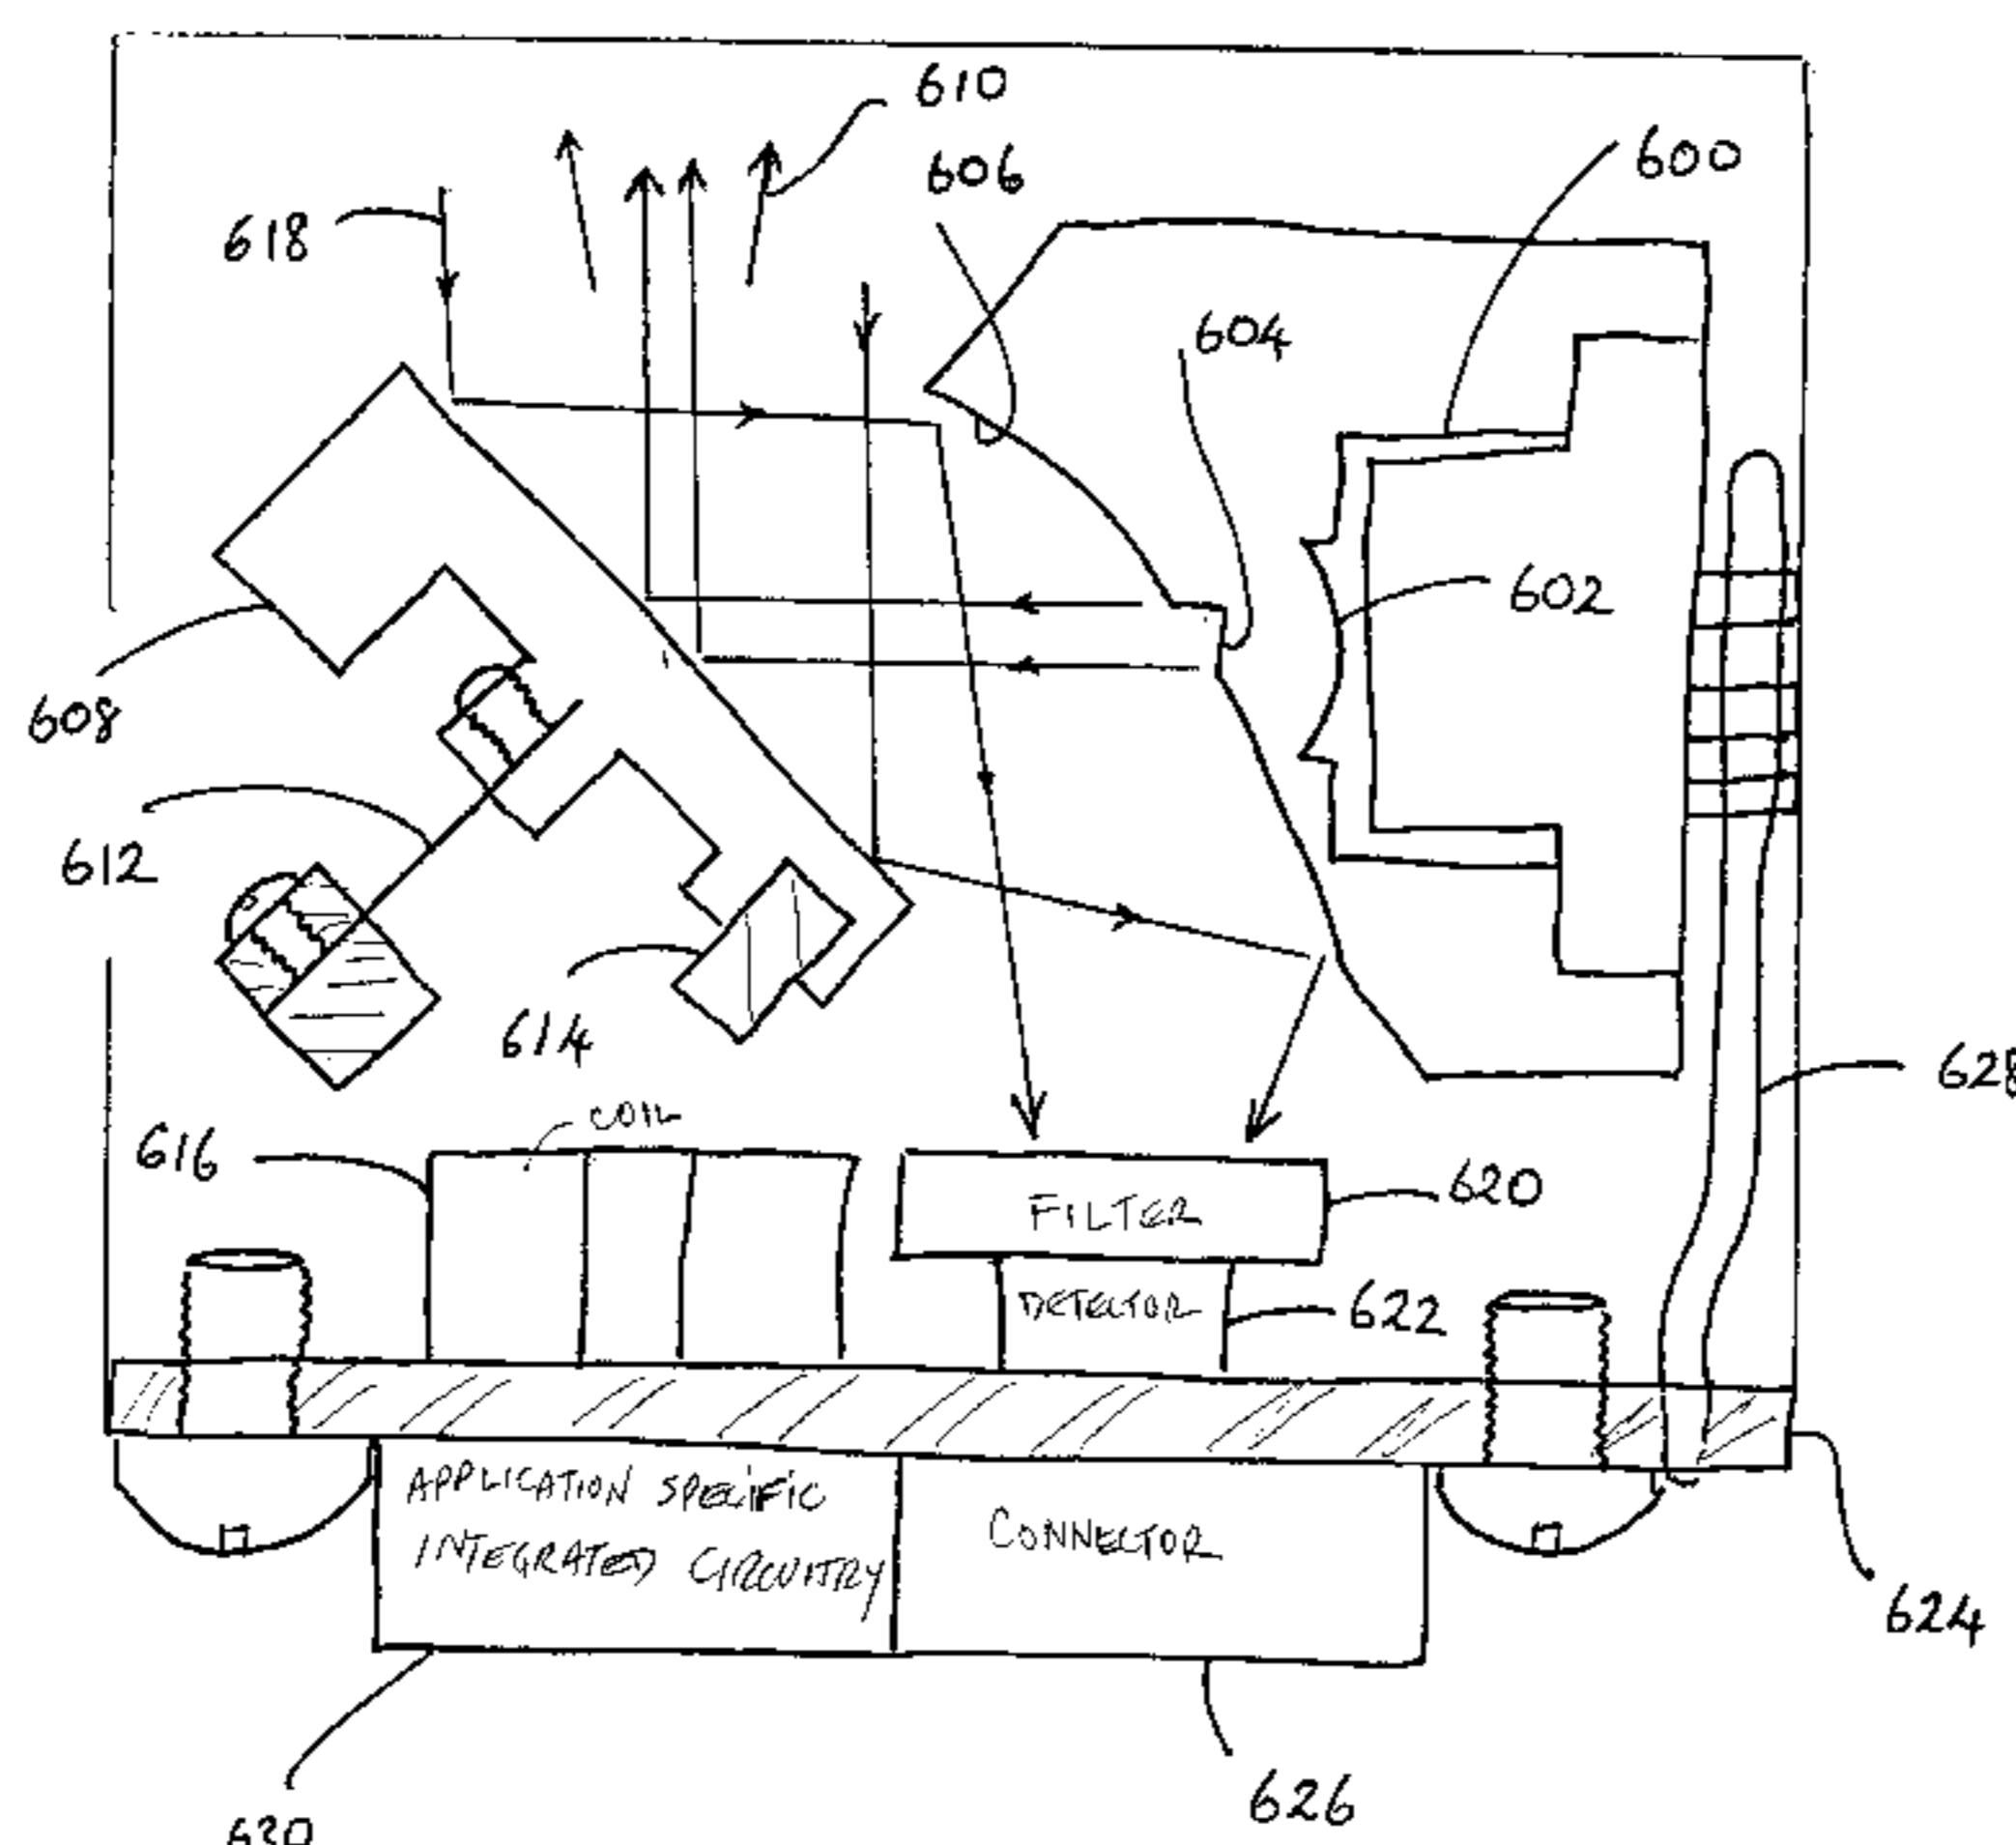 610
606
600
618
604
602
608
612
614
628
COIL
616
620
FILTER
DETECTOR
622
APPLICATION SPECIFIC
INTEGRATED CIRCUITRY
CONNECTOR
624
626
630